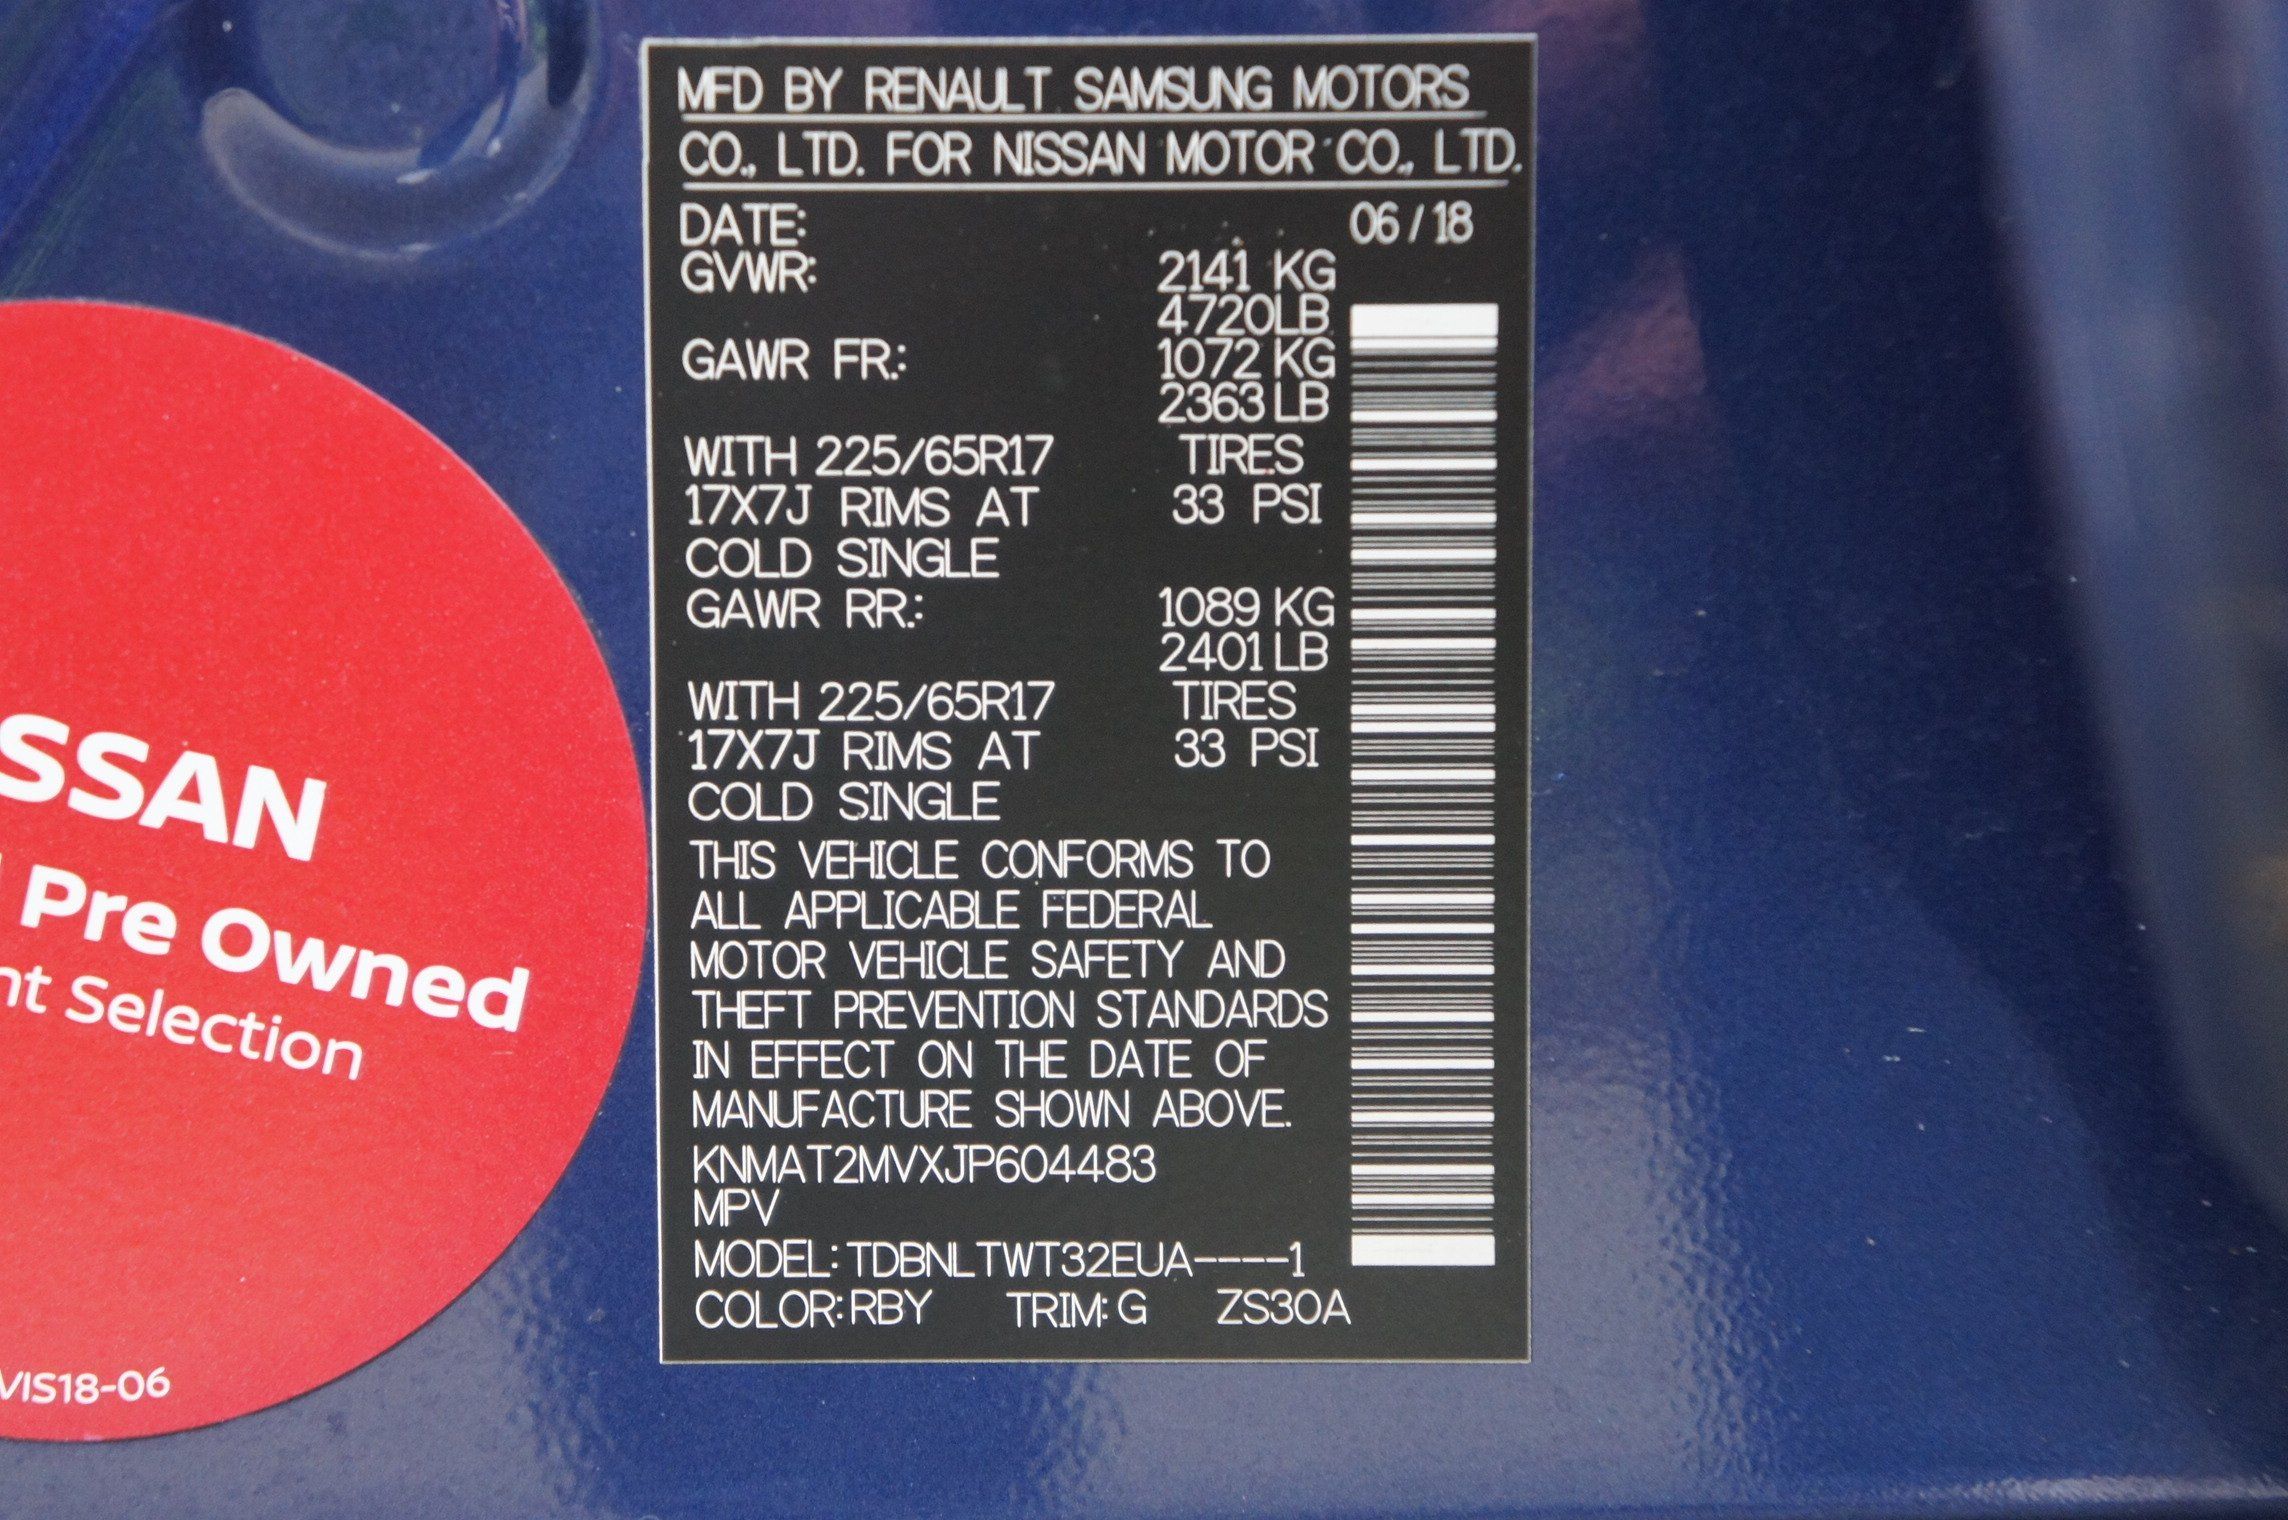 MFD BY RENAULT SAMSUNG MOTORS
CO., LTD. FOR NISSAN MOTOR CO., LTD.
DATE: 06 / 18
GVWR: 2141 KG
4720LB
GAWR FR.: 1072 KG
2363 LB
WITH 225/65R17 TIRES
17X7J RIMS AT 33 PSI
COLD SINGLE
GAWR RR.: 1089 KG
2401 LB
WITH 225/65R17 TIRES
17X7J RIMS AT 33 PSI
COLD SINGLE
THIS VEHICLE CONFORMS TO
ALL APPLICABLE FEDERAL
MOTOR VEHICLE SAFETY AND
THEFT PREVENTION STANDARDS
IN EFFECT ON THE DATE OF
MANUFACTURE SHOWN ABOVE.
KNMAT2MVXJP604483
MPV
MODEL: TDBNLTWT32EUA----1
COLOR: RBY TRIM: G ZS30A
SSAN
Pre Owned
nt Selection
VIS18-06